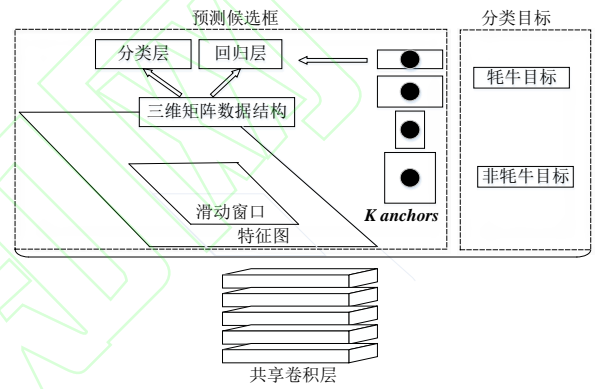 预测候选框
分类目标
分类层
回归层
三维矩阵数据结构
牦牛目标
非牦牛目标
滑动窗口
K anchors
特征图
共享卷积层